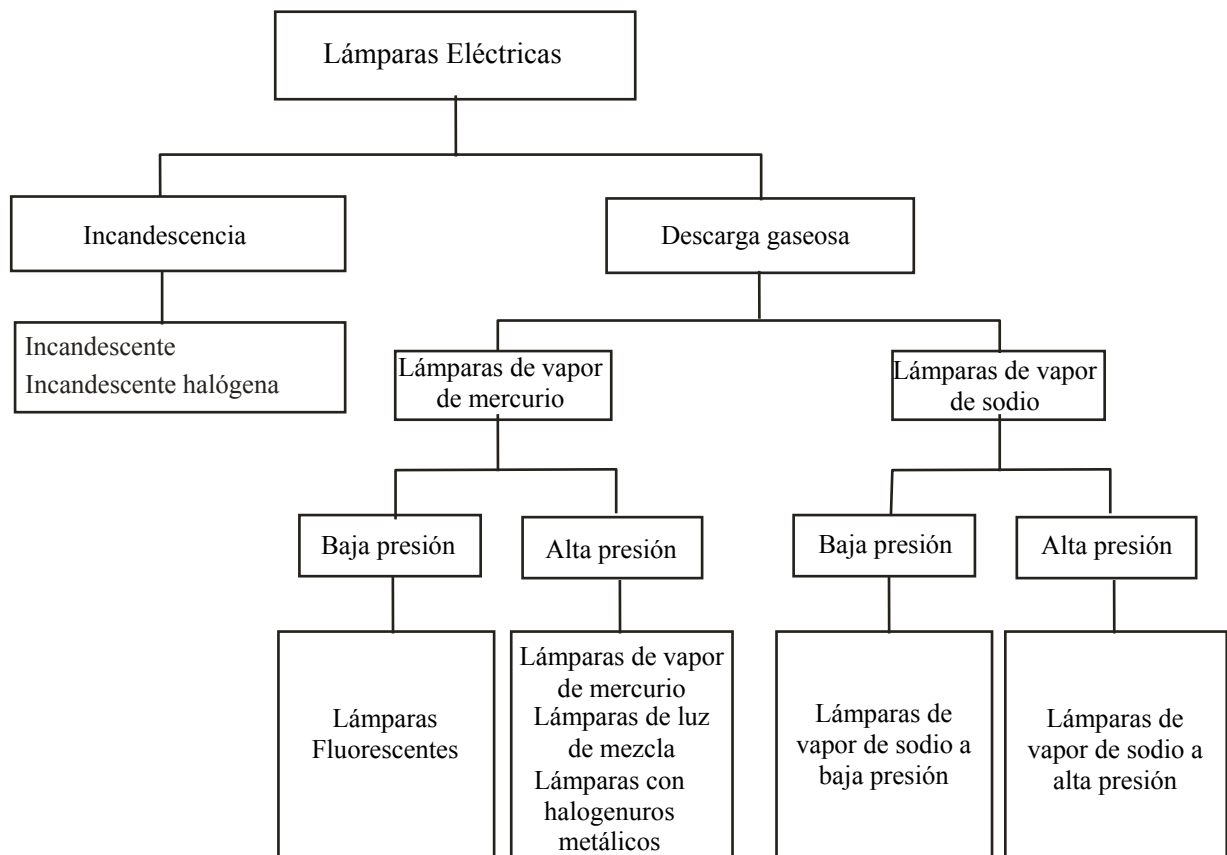 Lámparas Eléctricas
Incandescencia
Descarga gaseosa
Incandescente
Incandescente halógena
Lámparas de vapor
de mercurio
Lámparas de vapor
de sodio
Baja presión
Alta presión
Baja presión
Alta presión
Lámparas
Fluorescentes
Lámparas de vapor
de mercurio
Lámparas de luz
de mezcla
Lámparas con
halogenuros
metálicos
Lámparas de
vapor de sodio a
baja presión
Lámparas de
vapor de sodio a
alta presión